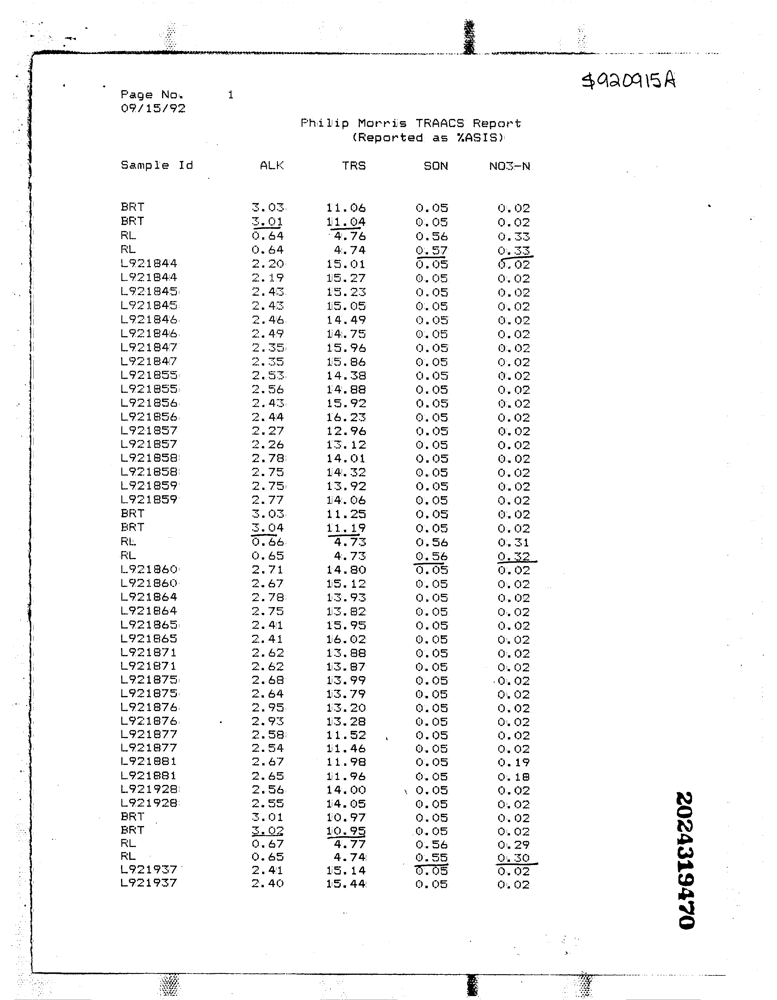 $920915A
Page No. 1
09/15/92
Philip Morris TRAACS Report
(Reported as %ASIS)
Sample Id ALK TRS SON NO3-N
BRT 3.03 11.06 0.05 0.02
BRT 3.01 11.04 0.05 0.02
RL 0.64 4.76 0.56 0.33
RL 0.64 4.74 0.57 0.33
L921844 2.20 15.01 0.05 0.02
L921844 2.19 15.27 0.05 0.02
L921845 2.43 15.23 0.05 0.02
L921845 2.43 15.05 0.05 0.02
L921846 2.46 14.49 0.05 0.02
L921846 2.49 14.75 0.05 0.02
L921847 2.35 15.96 0.05 0.02
L921847 2.35 15.86 0.05 0.02
L921855 2.53 14.38 0.05 0.02
L921855 2.56 14.88 0.05 0.02
L921856 2.43 15.92 0.05 0.02
L921856 2.44 16.23 0.05 0.02
L921857 2.27 12.96 0.05 0.02
L921857 2.26 13.12 0.05 0.02
L921858 2.78 14.01 0.05 0.02
L921858 2.75 14.32 0.05 0.02
L921859 2.75 13.92 0.05 0.02
L921859 2.77 14.06 0.05 0.02
BRT 3.03 11.25 0.05 0.02
BRT 3.04 11.19 0.05 0.02
RL 0.66 4.73 0.56 0.31
RL 0.65 4.73 0.56 0.32
L921860 2.71 14.80 0.05 0.02
L921860 2.67 15.12 0.05 0.02
L921864 2.78 13.93 0.05 0.02
L921864 2.75 13.82 0.05 0.02
L921865 2.41 15.95 0.05 0.02
L921865 2.41 16.02 0.05 0.02
L921871 2.62 13.88 0.05 0.02
L921871 2.62 13.87 0.05 0.02
L921875 2.68 13.99 0.05 0.02
L921875 2.64 13.79 0.05 0.02
L921876 2.95 13.20 0.05 0.02
L921876 2.93 13.28 0.05 0.02
L921877 2.58 11.52 0.05 0.02
L921877 2.54 11.46 0.05 0.02
L921881 2.67 11.98 0.05 0.19
L921881 2.65 11.96 0.05 0.18
L921928 2.56 14.00 0.05 0.02
L921928 2.55 14.05 0.05 0.02
BRT 3.01 10.97 0.05 0.02
BRT 3.02 10.95 0.05 0.02
RL 0.67 4.77 0.56 0.29
RL 0.65 4.74 0.55 0.30
L921937 2.41 15.14 0.05 0.02
L921937 2.40 15.44 0.05 0.02
2024319470